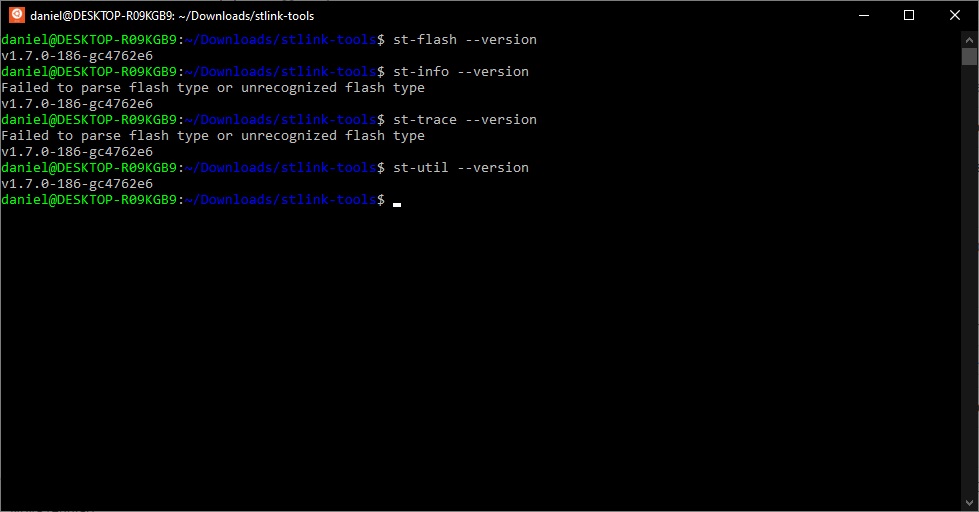 daniel@DESKTOP-R09KGB9: ~/Downloads/stlink-tools
daniel@DESKTOP-R09KGB9:~/Downloads/stlink-tools$ st-flash --version
v1.7.0-186-gc4762e6
daniel@DESKTOP-R09KGB9:~/Downloads/stlink-tools$ st-info --version
Failed to parse flash type or unrecognized flash type
v1.7.0-186-gc4762e6
daniel@DESKTOP-R09KGB9:~/Downloads/stlink-tools$ st-trace --version
Failed to parse flash type or unrecognized flash type
v1.7.0-186-gc4762e6
daniel@DESKTOP-R09KGB9:~/Downloads/stlink-tools$ st-util --version
v1.7.0-186-gc4762e6
daniel@DESKTOP-R09KGB9:~/Downloads/stlink-tools$